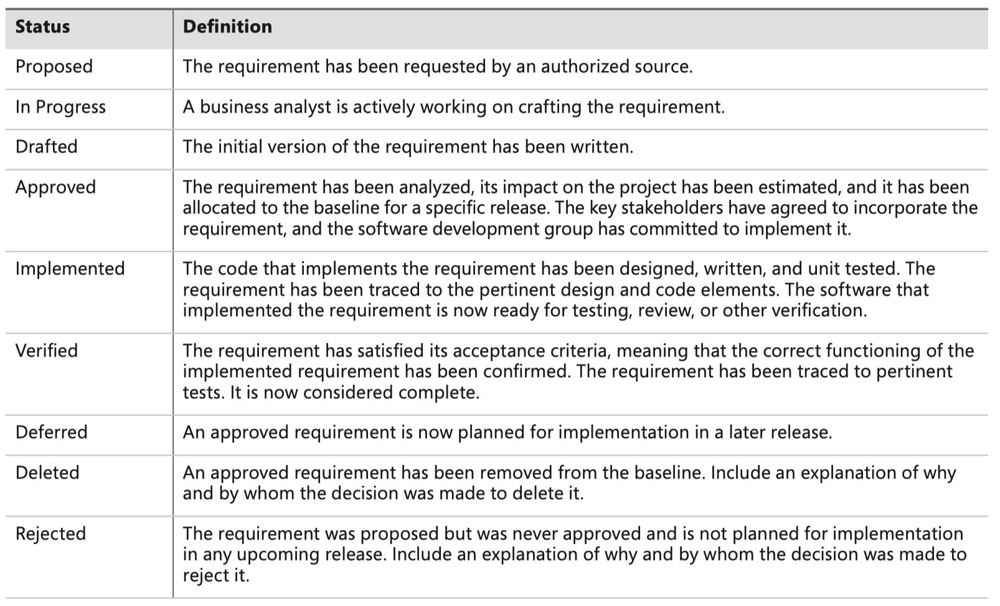 Status Definition
Proposed The requirement has been requested by an authorized source.
In Progress A business analyst is actively working on crafting the requirement.
Drafted The initial version of the requirement has been written.
Approved The requirement has been analyzed, its impact on the project has been estimated, and it has been
allocated to the baseline for a specific release. The key stakeholders have agreed to incorporate the
requirement, and the software development group has committed to implement it.
Implemented The code that implements the requirement has been designed, written, and unit tested. The
requirement has been traced to the pertinent design and code elements. The software that
implemented the requirement is now ready for testing, review, or other verification.
Verified The requirement has satisfied its acceptance criteria, meaning that the correct functioning of the
implemented requirement has been confirmed. The requirement has been traced to pertinent
tests. It is now considered complete.
Deferred An approved requirement is now planned for implementation in a later release.
Deleted An approved requirement has been removed from the baseline. Include an explanation of why
and by whom the decision was made to delete it.
Rejected The requirement was proposed but was never approved and is not planned for implementation
in any upcoming release. Include an explanation of why and by whom the decision was made to
reject it.